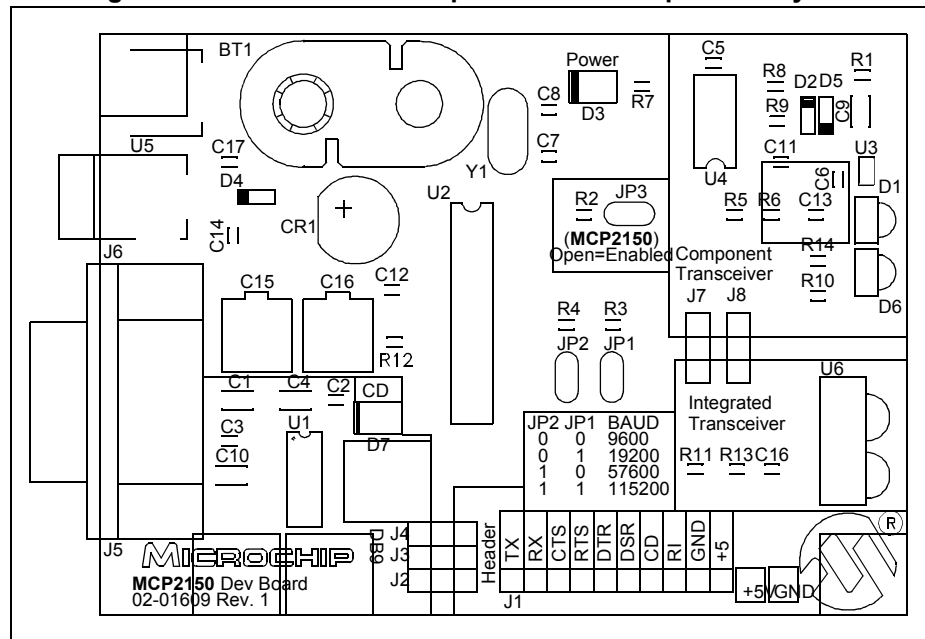 BT1
Power
D3
R7
C8
C7
Y1
C5
U4
R8
R9
D2 D5
R1
C9
U5
C17
D4
C14
CR1
U2
R2
JP3
(MCP2150)
Open=Enabled
C11
C6
U3
D1
R5
R6
C13
R14
R10
D6
Component
Transceiver
J7
J8
J6
C15
C16
C12
R12
R4
R3
JP2
JP1
C1
C4
C2
CD
D7
C3
C10
U1
JP2 JP1 BAUD
0 0 9600
0 1 19200
1 0 57600
1 1 115200
Integrated
Transceiver
U6
R11
R13
C16
J5
MICROCHIP
MCP2150 Dev Board
02-01609 Rev. 1
DB9
J4
J3
J2
Header
TX
RX
CTS
RTS
DTR
DSR
CD
RI
GND
+5
J1
+5V
GND
®